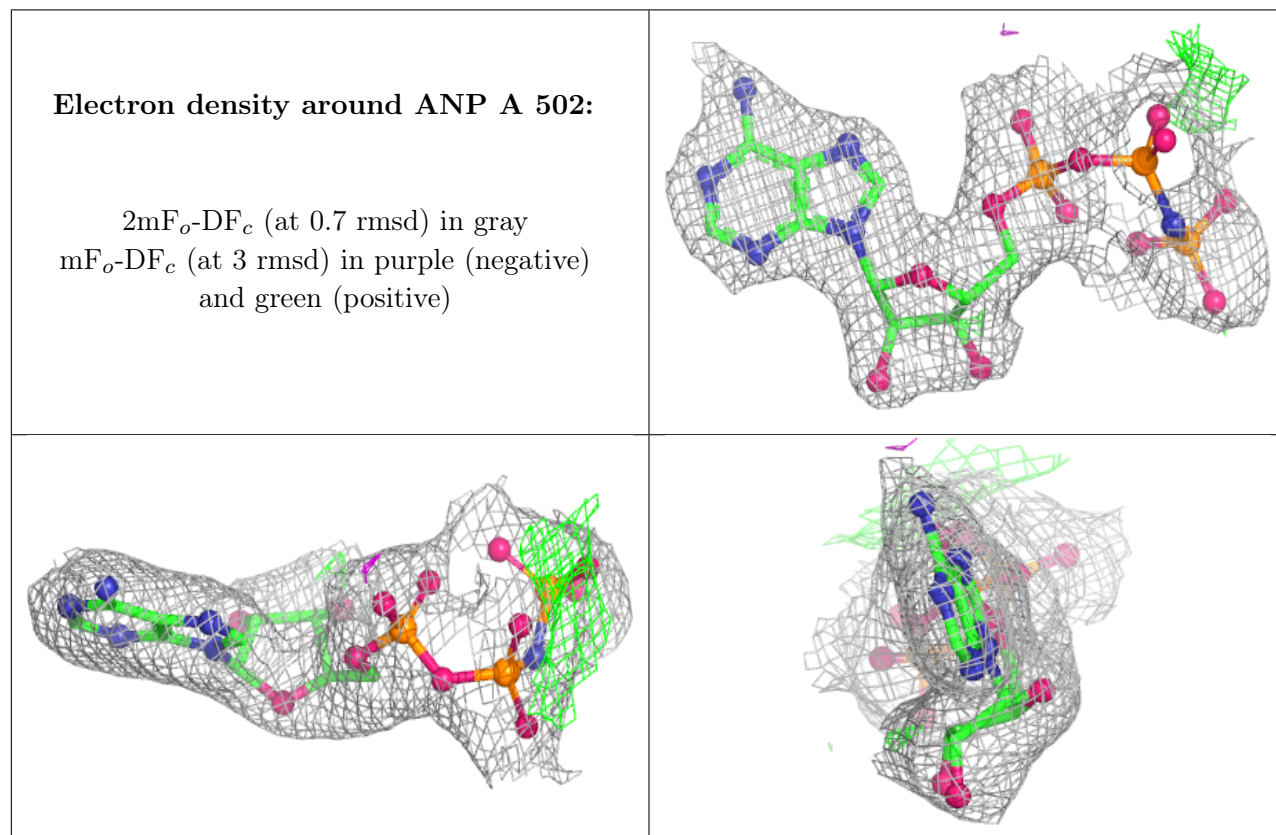 Electron density around ANP A 502:
2mFo-DFc (at 0.7 rmsd) in gray
mFo-DFc (at 3 rmsd) in purple (negative)
and green (positive)